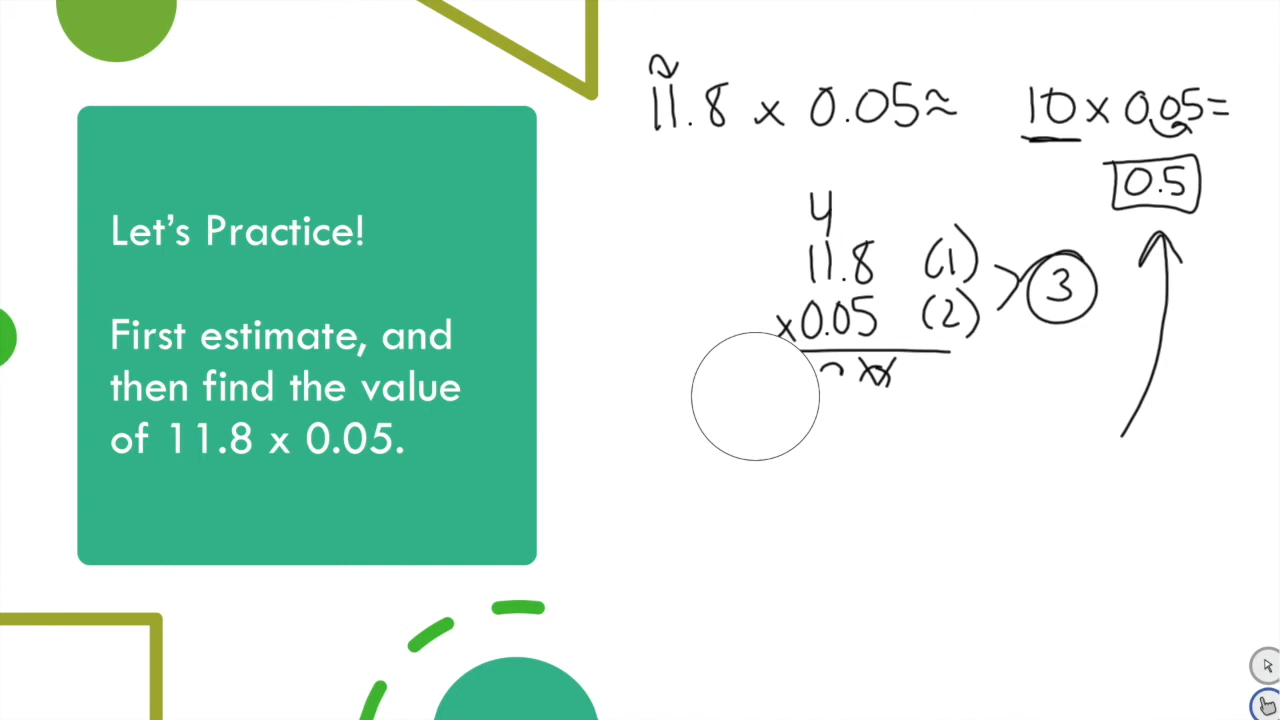 Let's Practice!
First estimate, and
then find the value
of 11.8 x 0.05.
11.8 x 0.05 ≈ 10 x 0.05 =
0.5
4
11.8 (1)
x 0.05 (2)
3